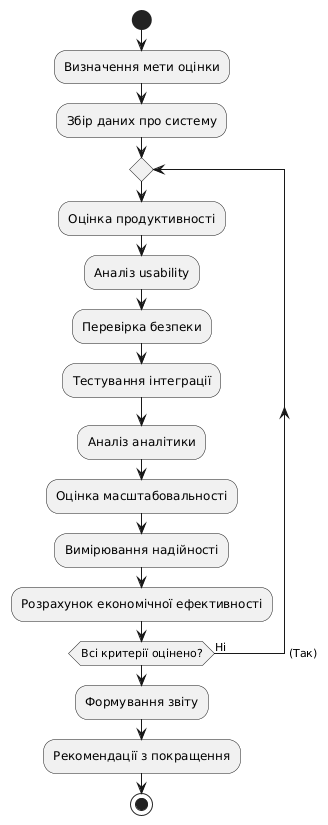 Визначення мети оцінки
Збір даних про систему
Оцінка продуктивності
Аналіз usability
Перевірка безпеки
Тестування інтеграції
Аналіз аналітики
Оцінка масштабовальності
Вимірювання надійності
Розрахунок економічної ефективності
Всі критерії оцінено?
Ні
(Так)
Формування звіту
Рекомендації з покращення